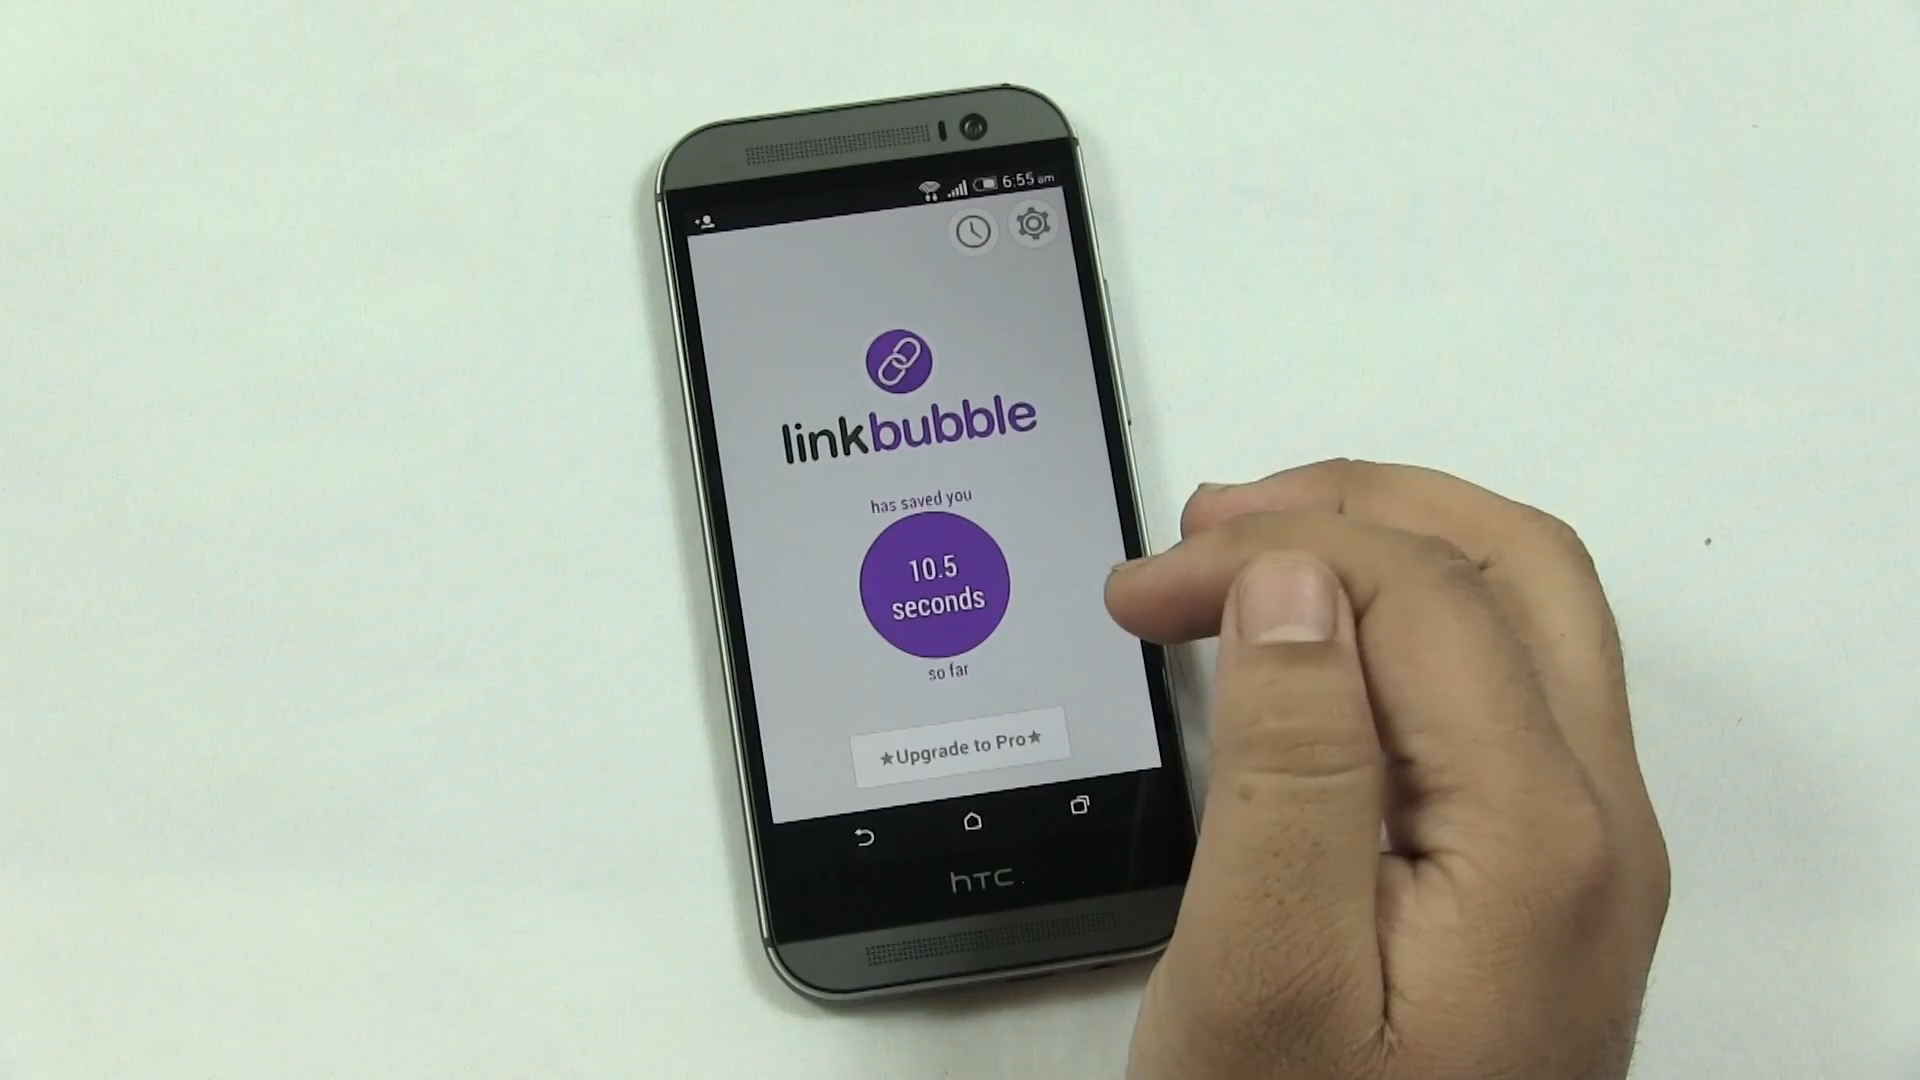 6:55 am
linkbubble
has saved you
10.5
seconds
so far
★Upgrade to Pro★
hTC